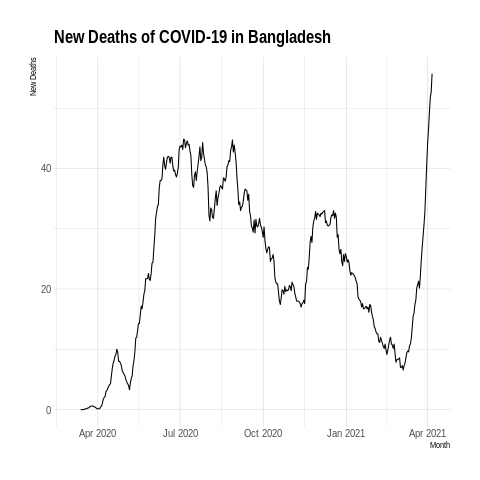 New Deaths of COVID-19 in Bangladesh
New Deaths
40
20
0
Apr 2020 Jul 2020 Oct 2020 Jan 2021 Apr 2021
Month